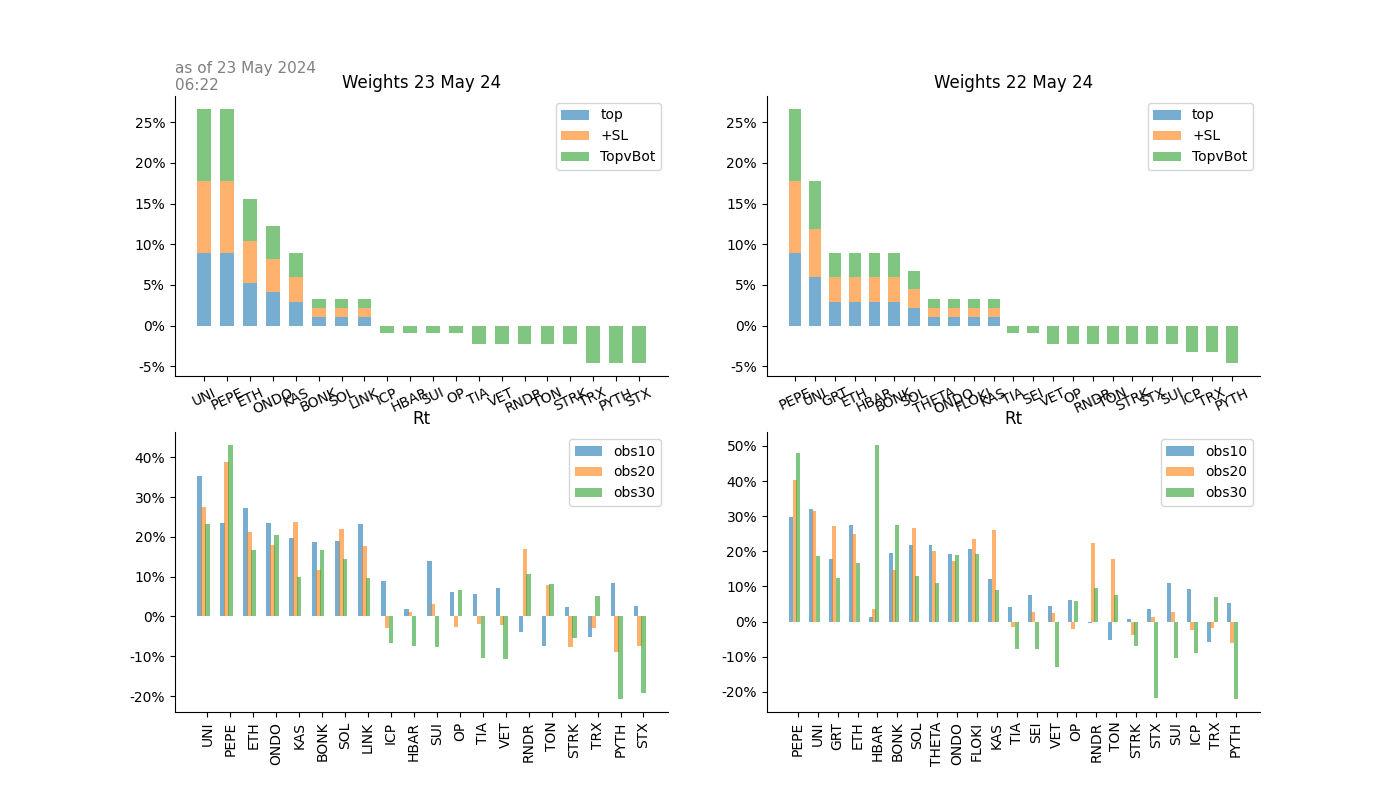 as of 23 May 2024
06:22
Weights 23 May 24
25%
20%
15%
10%
5%
0%
-5%
top
+SL
TopvBot
UNI PEPE ETH ONDO KAS BONK SOL LINK ICP HBAR SUI OP TIA VET RNDR TON STRK TRX PYTH STX
Weights 22 May 24
25%
20%
15%
10%
5%
0%
-5%
top
+SL
TopvBot
PEPE UNI GRT ETH HBAR BONK SOL THETA ONDO FLOKI KAS TIA SEI VET OP RNDR TON STRK STX SUI ICP TRX PYTH
Rt
40%
30%
20%
10%
0%
-10%
-20%
obs10
obs20
obs30
UNI PEPE ETH ONDO KAS BONK SOL LINK ICP HBAR SUI OP TIA VET RNDR TON STRK TRX PYTH STX
Rt
50%
40%
30%
20%
10%
0%
-10%
-20%
obs10
obs20
obs30
PEPE UNI GRT ETH HBAR BONK SOL THETA ONDO FLOKI KAS TIA SEI VET OP RNDR TON STRK STX SUI ICP TRX PYTH